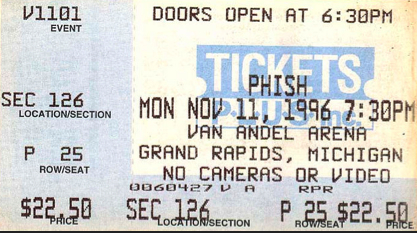 V1101
EVENT
DOORS OPEN AT 6:30PM
TICKETS
PLUS inc.
PHISH
SEC 126
LOCATION/SECTION
MON NOV 11, 1996 7:30PM
VAN ANDEL ARENA
P 25
ROW/SEAT
GRAND RAPIDS, MICHIGAN
NO CAMERAS OR VIDEO
0060427 V A RPR
$22.50
PRICE
SEC 126
LOCATION/SECTION
P 25
ROW/SEAT
$22.50
PRICE